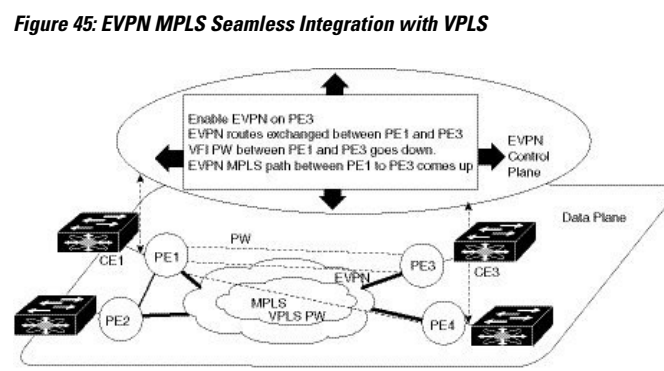 Figure 45: EVPN MPLS Seamless Integration with VPLS
Enable EVPN on PE3
EVPN routes exchanged between PE1 and PE3
VFI PW between PE1 and PE3 goes down.
EVPN MPLS path between PE1 to PE3 comes up
EVPN
Control
Plane
Data Plane
PW
CE1
PE1
PE3
CE3
EVPN
MPLS
VPLS PW
PE2
PE4